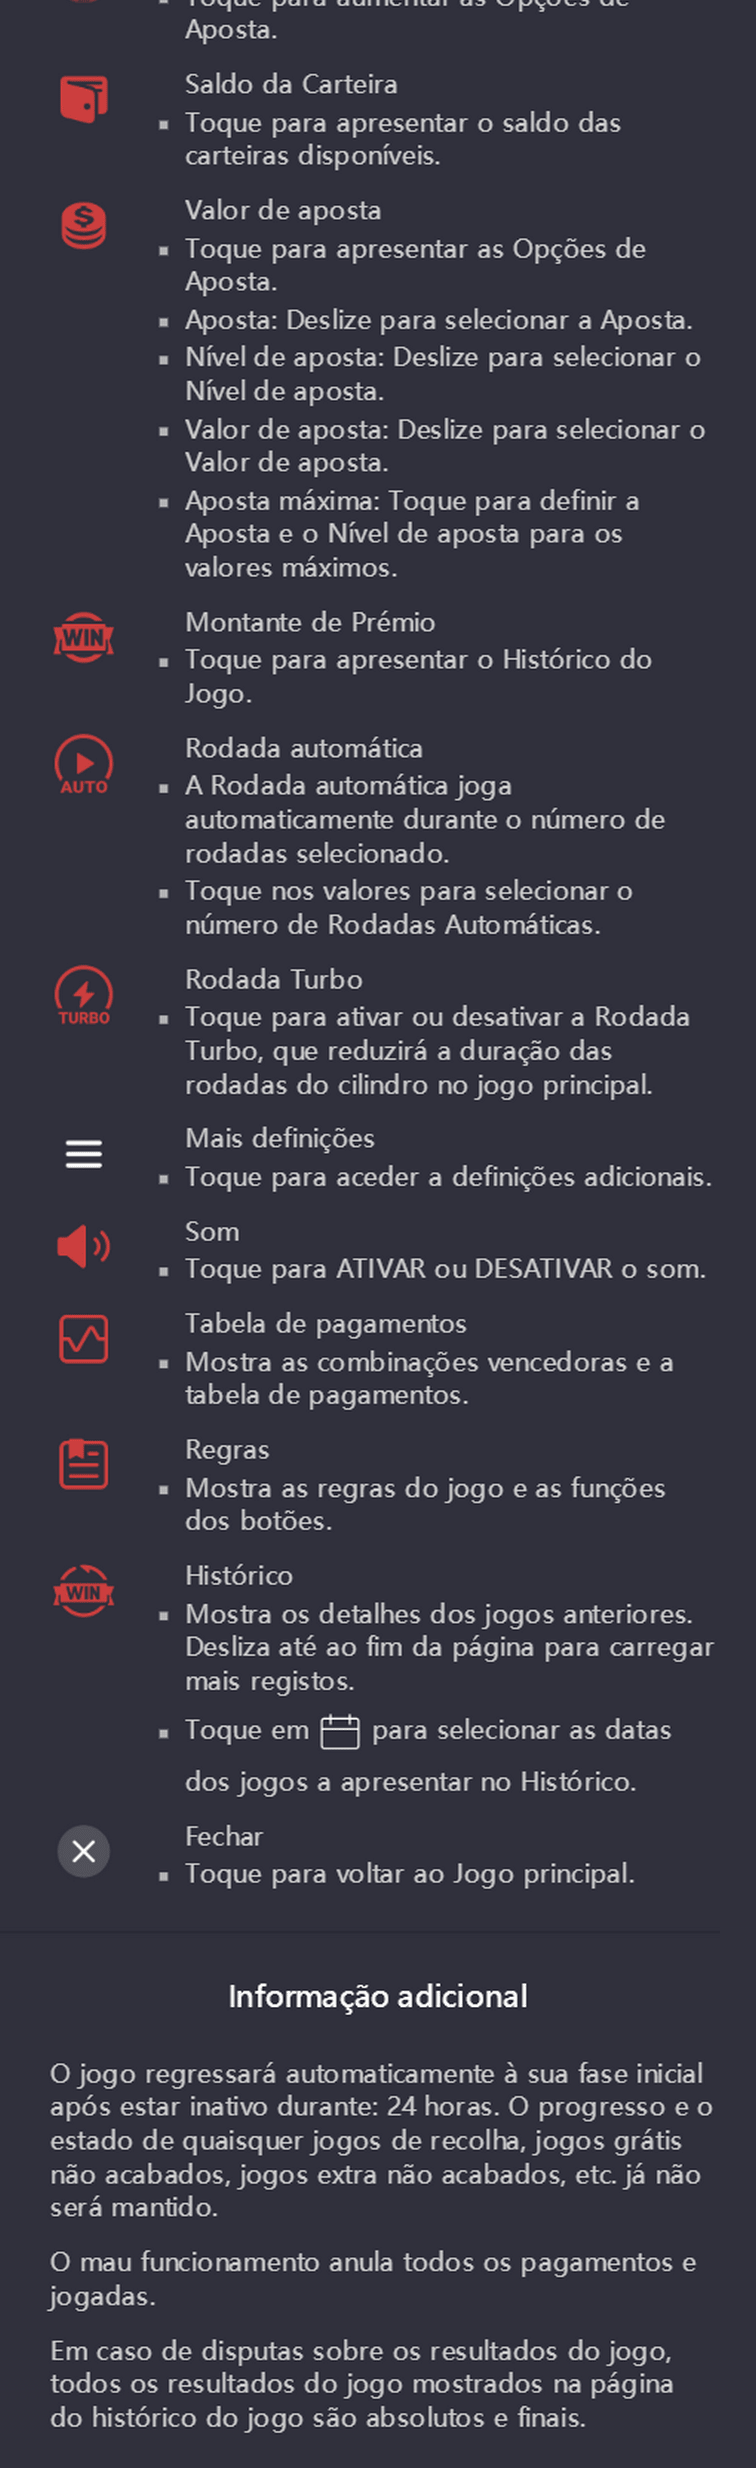 Toque para aumentar as Opções de
Aposta.
Saldo da Carteira
Toque para apresentar o saldo das
carteiras disponíveis.
Valor de aposta
Toque para apresentar as Opções de
Aposta.
Aposta: Deslize para selecionar a Aposta.
Nível de aposta: Deslize para selecionar o
Nível de aposta.
Valor de aposta: Deslize para selecionar o
Valor de aposta.
Aposta máxima: Toque para definir a
Aposta e o Nível de aposta para os
valores máximos.
WIN
Montante de Prémio
Toque para apresentar o Histórico do
Jogo.
AUTO
Rodada automática
A Rodada automática joga
automaticamente durante o número de
rodadas selecionado.
Toque nos valores para selecionar o
número de Rodadas Automáticas.
TURBO
Rodada Turbo
Toque para ativar ou desativar a Rodada
Turbo, que reduzirá a duração das
rodadas do cilindro no jogo principal.
Mais definições
Toque para aceder a definições adicionais.
Som
Toque para ATIVAR ou DESATIVAR o som.
Tabela de pagamentos
Mostra as combinações vencedoras e a
tabela de pagamentos.
Regras
Mostra as regras do jogo e as funções
dos botões.
WIN
Histórico
Mostra os detalhes dos jogos anteriores.
Desliza até ao fim da página para carregar
mais registos.
Toque em para selecionar as datas
dos jogos a apresentar no Histórico.
Fechar
Toque para voltar ao Jogo principal.
Informação adicional
O jogo regressará automaticamente à sua fase inicial
após estar inativo durante: 24 horas. O progresso e o
estado de quaisquer jogos de recolha, jogos grátis
não acabados, jogos extra não acabados, etc. já não
será mantido.
O mau funcionamento anula todos os pagamentos e
jogadas.
Em caso de disputas sobre os resultados do jogo,
todos os resultados do jogo mostrados na página
do histórico do jogo são absolutos e finais.